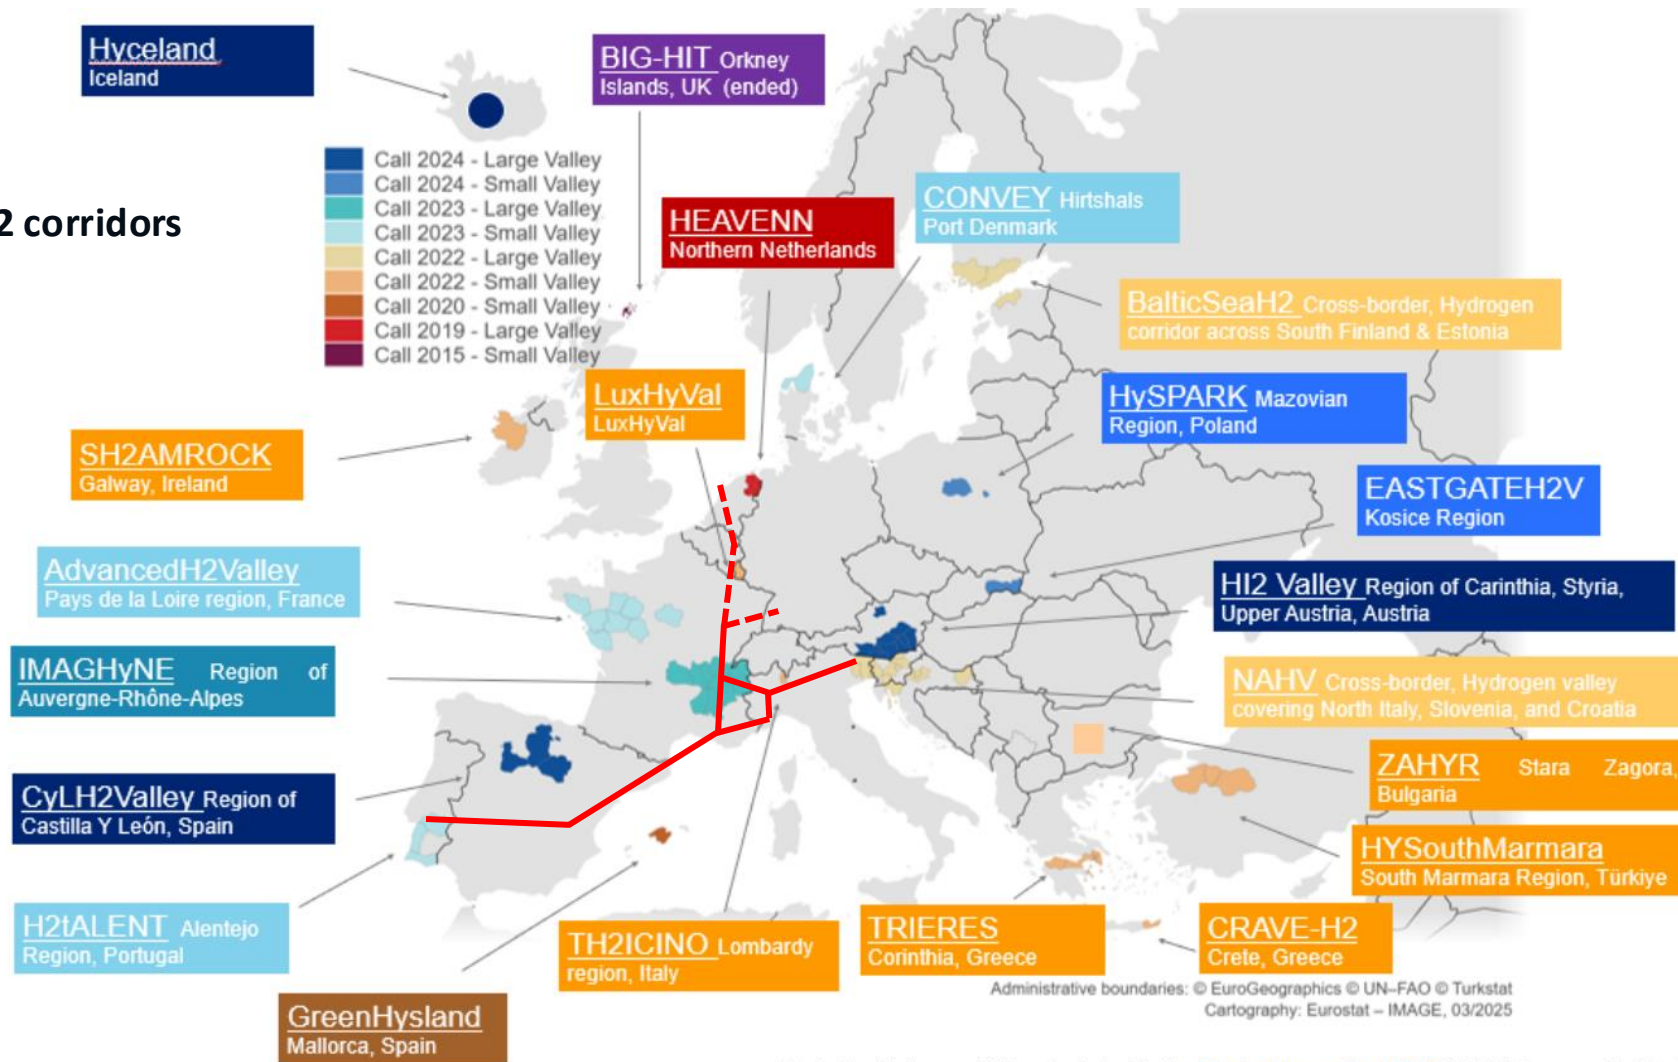 Hyceland
Iceland
BIG-HIT Orkney
Islands, UK (ended)
2 corridors
Call 2024 - Large Valley
Call 2024 - Small Valley
Call 2023 - Large Valley
Call 2023 - Small Valley
Call 2022 - Large Valley
Call 2022 - Small Valley
Call 2020 - Small Valley
Call 2019 - Large Valley
Call 2015 - Small Valley
HEAVENN
Northern Netherlands
CONVEY Hirtshals
Port Denmark
BalticSeaH2 Cross-border, Hydrogen
corridor across South Finland & Estonia
LuxHyVal
LuxHyVal
HySPARK Mazovian
Region, Poland
SH2AMROCK
Galway, Ireland
EASTGATEH2V
Kosice Region
AdvancedH2Valley
Pays de la Loire region, France
HI2 Valley Region of Carinthia, Styria,
Upper Austria, Austria
IMAGHyNE Region of
Auvergne-Rhône-Alpes
NAHV Cross-border, Hydrogen valley
covering North Italy, Slovenia, and Croatia
ZAHYR Stara Zagora,
Bulgaria
CyLH2Valley Region of
Castilla Y León, Spain
HYSouthMarmara
South Marmara Region, Türkiye
H2tALENT Alentejo
Region, Portugal
TH2ICINO Lombardy
region, Italy
TRIERES
Corinthia, Greece
CRAVE-H2
Crete, Greece
GreenHysland
Mallorca, Spain
Administrative boundaries: © EuroGeographics © UN–FAO © Turkstat
Cartography: Eurostat – IMAGE, 03/2025